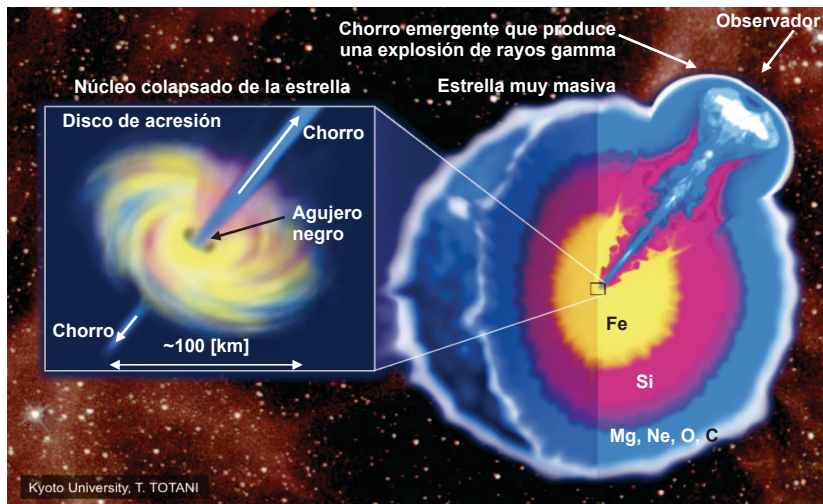 Chorro emergente que produce
una explosión de rayos gamma
Observador
Núcleo colapsado de la estrella
Estrella muy masiva
Disco de acresión
Chorro
Agujero
negro
Chorro
~100 [km]
Fe
Si
Mg, Ne, O, C
Kyoto University, T. TOTANI